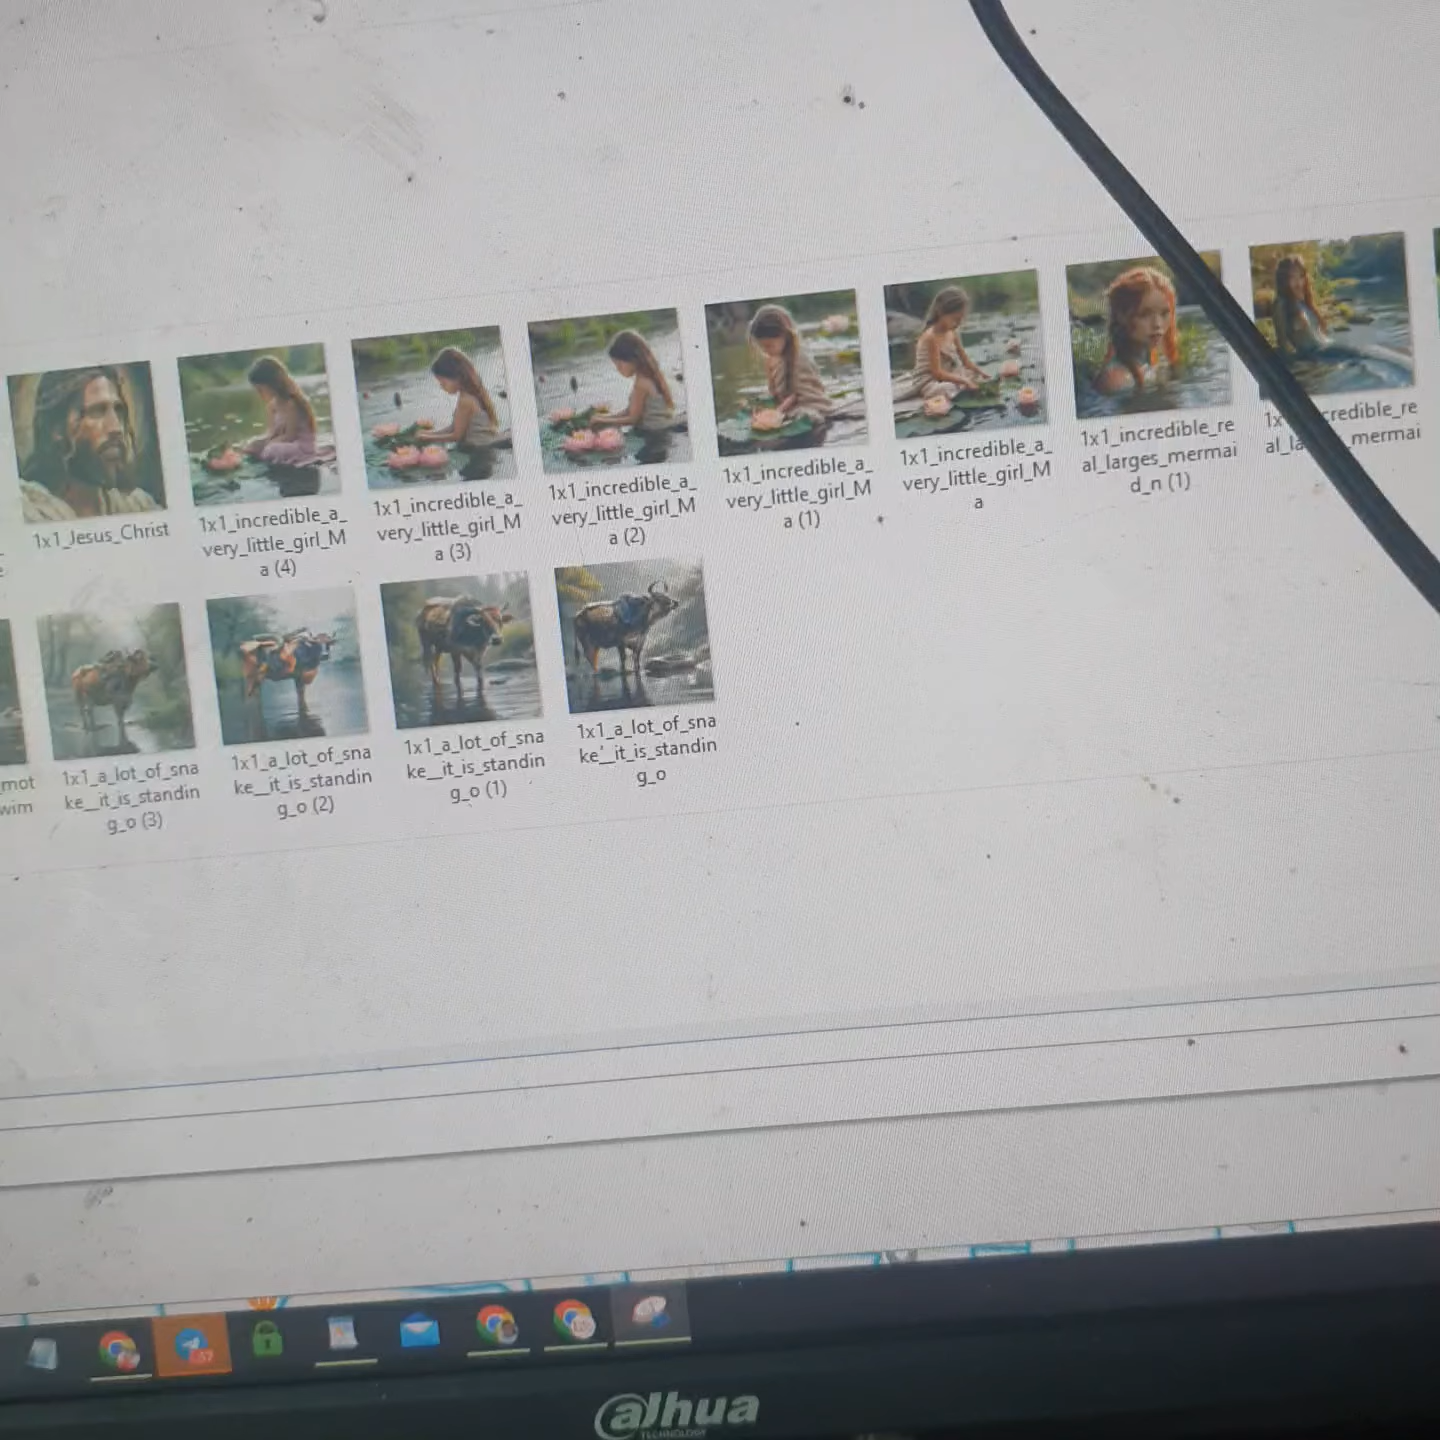 1x1_Jesus_Christ
1x1_incredible_a_
very_little_girl_M
a (4)
1x1_incredible_a_
very_little_girl_M
a (3)
1x1_incredible_a_
very_little_girl_M
a (2)
1x1_incredible_a_
very_little_girl_M
a (1)
1x1_incredible_a_
very_little_girl_M
a
1x1_incredible_re
al_larges_mermai
d_n (1)
credible_re
mermai
mot
wim
1x1_a_lot_of_sna
ke__it_is_standin
g_o (3)
1x1_a_lot_of_sna
ke__it_is_standin
g_o (2)
1x1_a_lot_of_sna
ke__it_is_standin
g_o (1)
1x1_a_lot_of_sna
ke__it_is_standin
g_o
alhua
TECHNOLOGY